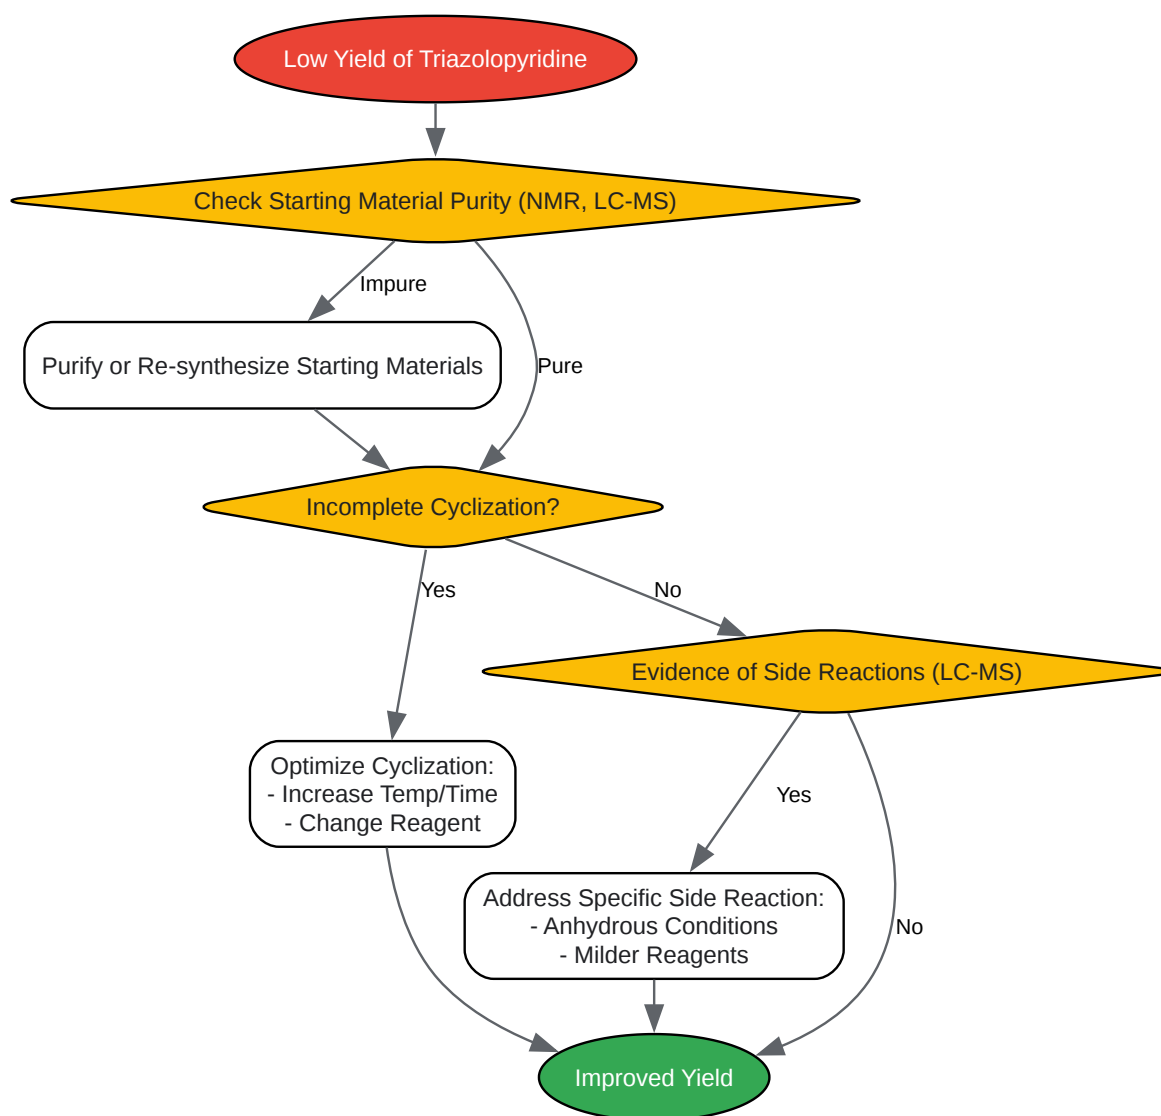 Low Yield of Triazolopyridine
Check Starting Material Purity (NMR, LC-MS)
Impure
Purify or Re-synthesize Starting Materials
Pure
Incomplete Cyclization?
Yes
No
Evidence of Side Reactions (LC-MS)
Optimize Cyclization:
- Increase Temp/Time
- Change Reagent
Yes
Address Specific Side Reaction:
- Anhydrous Conditions
- Milder Reagents
No
Improved Yield